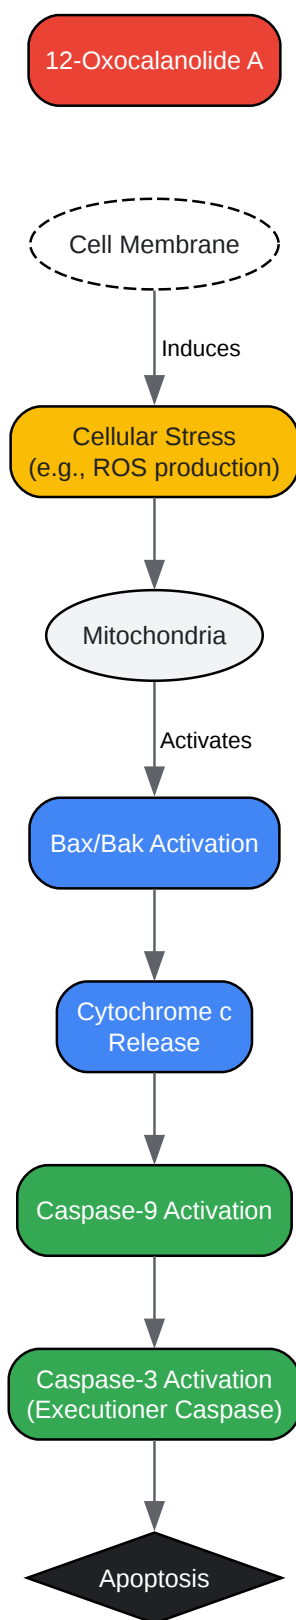 12-Oxocalanolide A
Cell Membrane
Induces
Cellular Stress
(e.g., ROS production)
Mitochondria
Activates
Bax/Bak Activation
Cytochrome c
Release
Caspase-9 Activation
Caspase-3 Activation
(Executioner Caspase)
Apoptosis